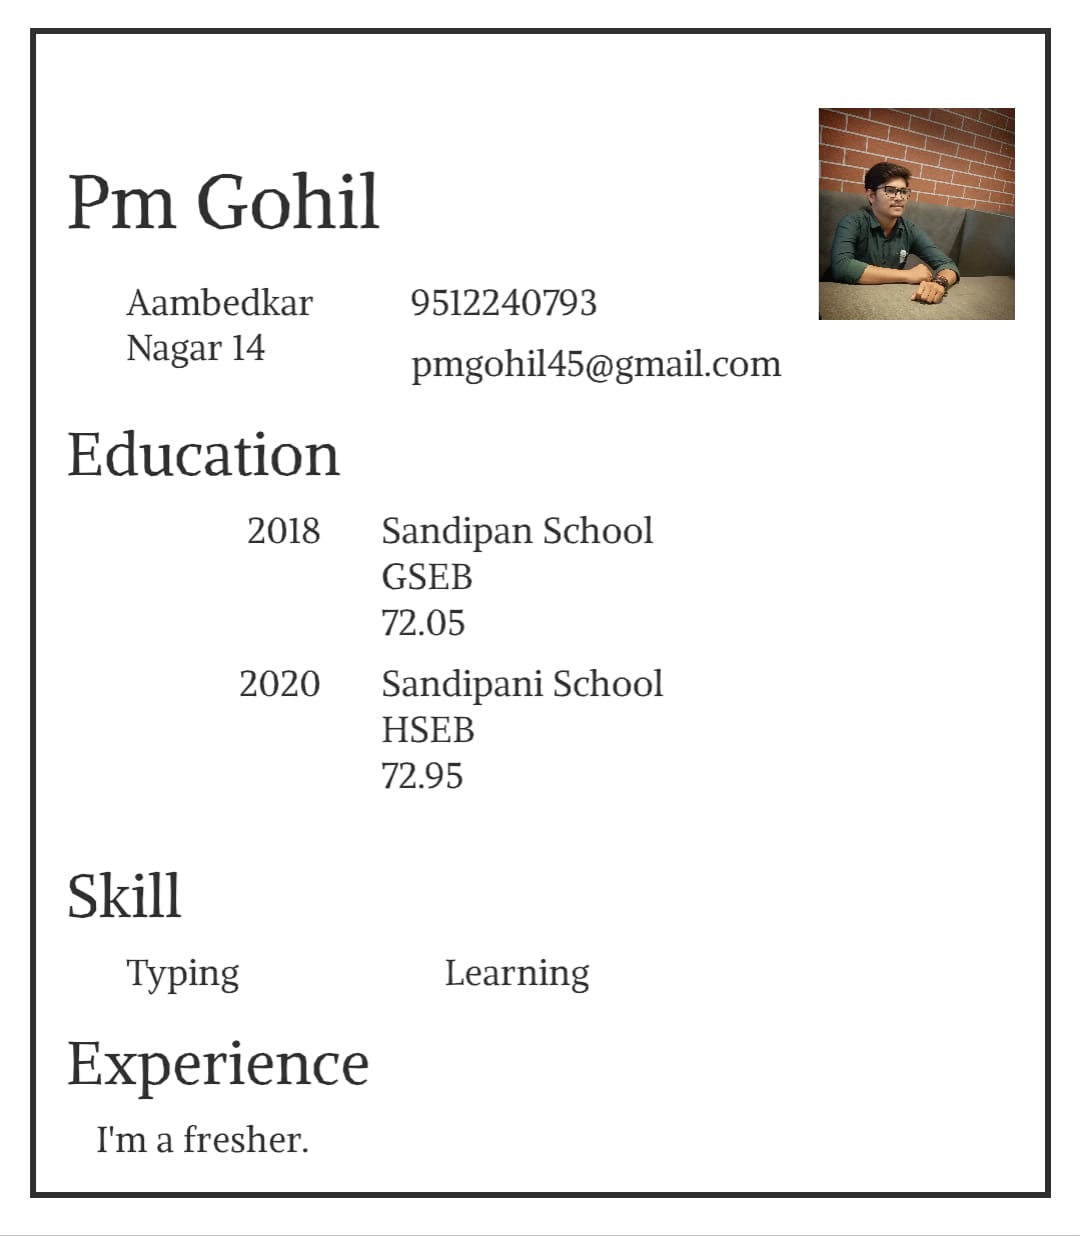 Pm Gohil
Aambedkar
Nagar 14
9512240793
pmgohil45@gmail.com
Education
2018 Sandipan School
GSEB
72.05
2020 Sandipani School
HSEB
72.95
Skill
Typing Learning
Experience
I'm a fresher.